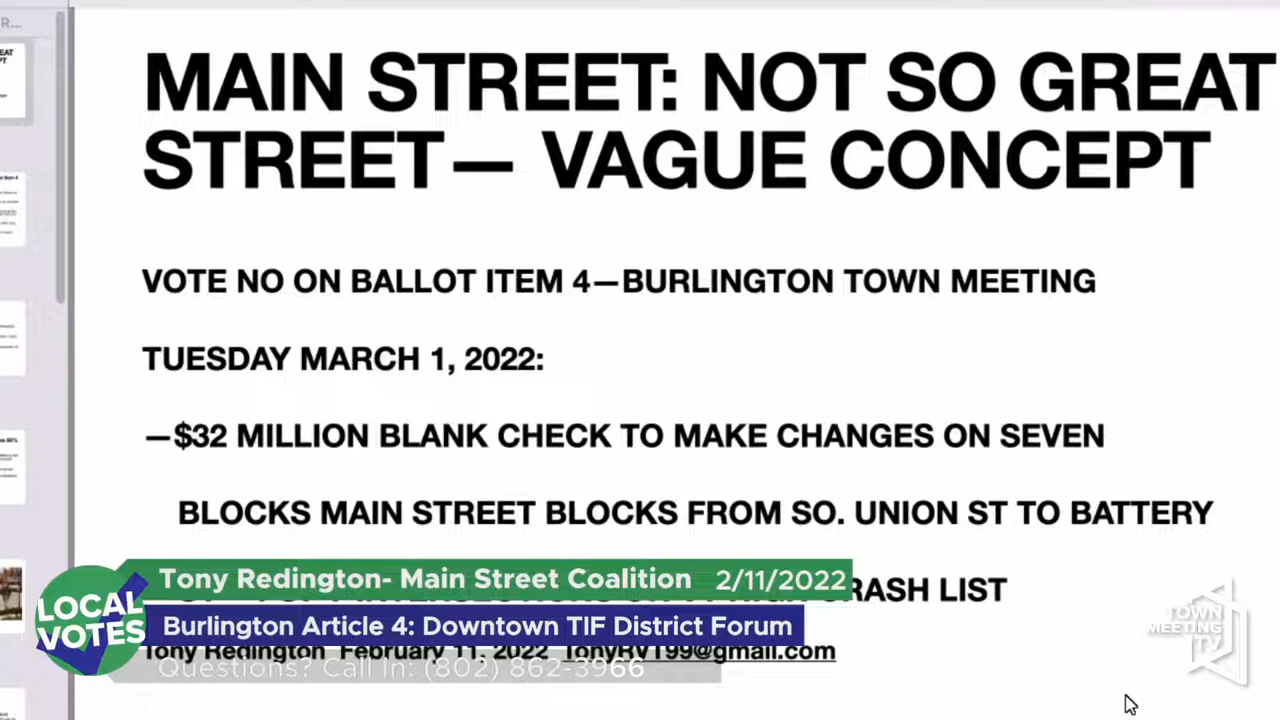 MAIN STREET: NOT SO GREAT
STREET— VAGUE CONCEPT
VOTE NO ON BALLOT ITEM 4—BURLINGTON TOWN MEETING
TUESDAY MARCH 1, 2022:
—$32 MILLION BLANK CHECK TO MAKE CHANGES ON SEVEN
BLOCKS MAIN STREET BLOCKS FROM SO. UNION ST TO BATTERY
CRASH LIST
Tony Redington- Main Street Coalition 2/11/2022
LOCAL
VOTES
Burlington Article 4: Downtown TIF District Forum
Tony Redington February 11, 2022 TonyRVT99@gmail.com
Questions? Call In: (802) 862-3966
TOWN
MEETING
TV